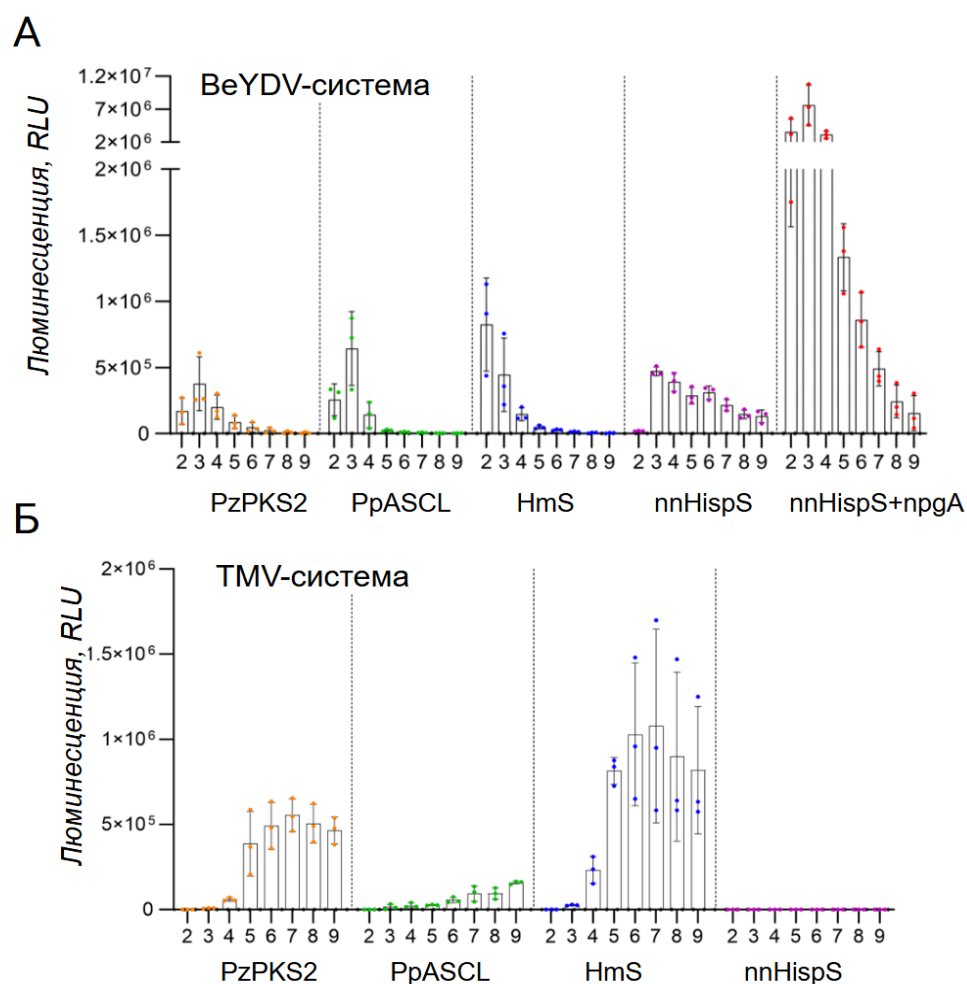 А
BeYDV-система
Люминесценция, RLU
1.2×10⁷
7×10⁶
2×10⁶
2×10⁶
1.5×10⁶
1×10⁶
5×10⁵
0
2 3 4 5 6 7 8 9 2 3 4 5 6 7 8 9 2 3 4 5 6 7 8 9 2 3 4 5 6 7 8 9 2 3 4 5 6 7 8 9
PzPKS2 PpASCL HmS nnHispS nnHispS+npgA
Б
TMV-система
Люминесценция, RLU
2×10⁶
1.5×10⁶
1×10⁶
5×10⁵
0
2 3 4 5 6 7 8 9 2 3 4 5 6 7 8 9 2 3 4 5 6 7 8 9 2 3 4 5 6 7 8 9
PzPKS2 PpASCL HmS nnHispS